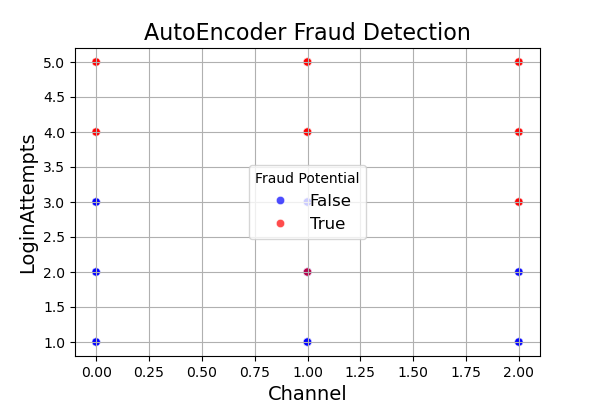 AutoEncoder Fraud Detection
LoginAttempts
5.0
4.5
4.0
3.5
3.0
2.5
2.0
1.5
1.0
Fraud Potential
False
True
0.00 0.25 0.50 0.75 1.00 1.25 1.50 1.75 2.00
Channel